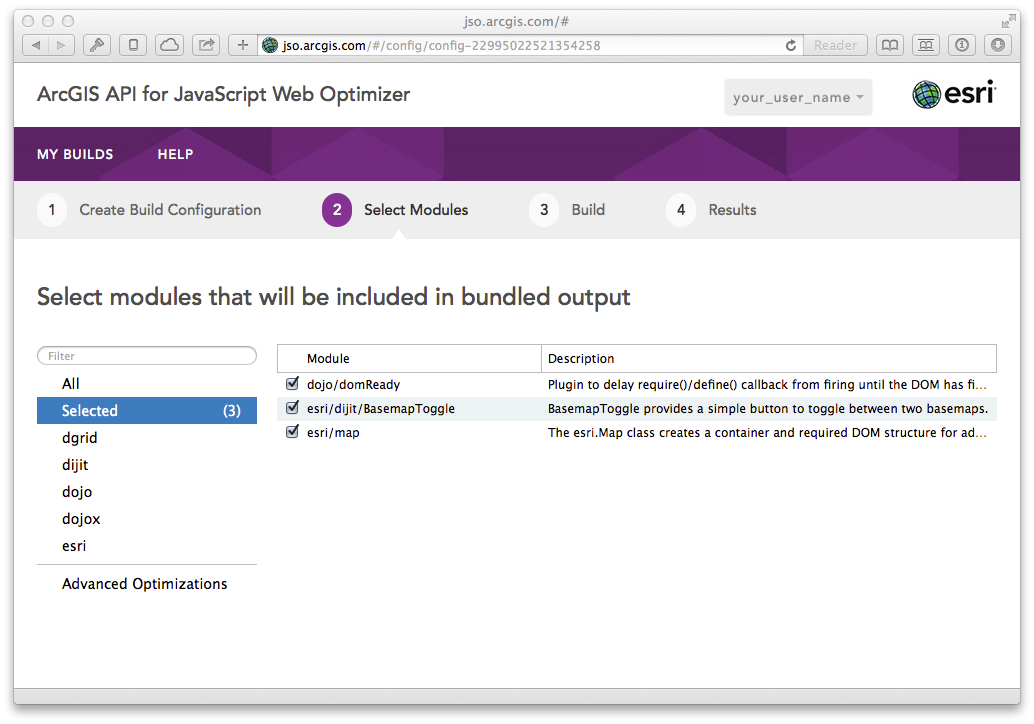 jso.arcgis.com/#
jso.arcgis.com/#/config/config-22995022521354258
Reader
ArcGIS API for JavaScript Web Optimizer
your_user_name
esri
MY BUILDS
HELP
1 Create Build Configuration
2 Select Modules
3 Build
4 Results
Select modules that will be included in bundled output
Filter
All
Selected (3)
dgrid
dijit
dojo
dojox
esri
Advanced Optimizations
Module Description
dojo/domReady Plugin to delay require()/define() callback from firing until the DOM has fi...
esri/dijit/BasemapToggle BasemapToggle provides a simple button to toggle between two basemaps.
esri/map The esri.Map class creates a container and required DOM structure for ad...